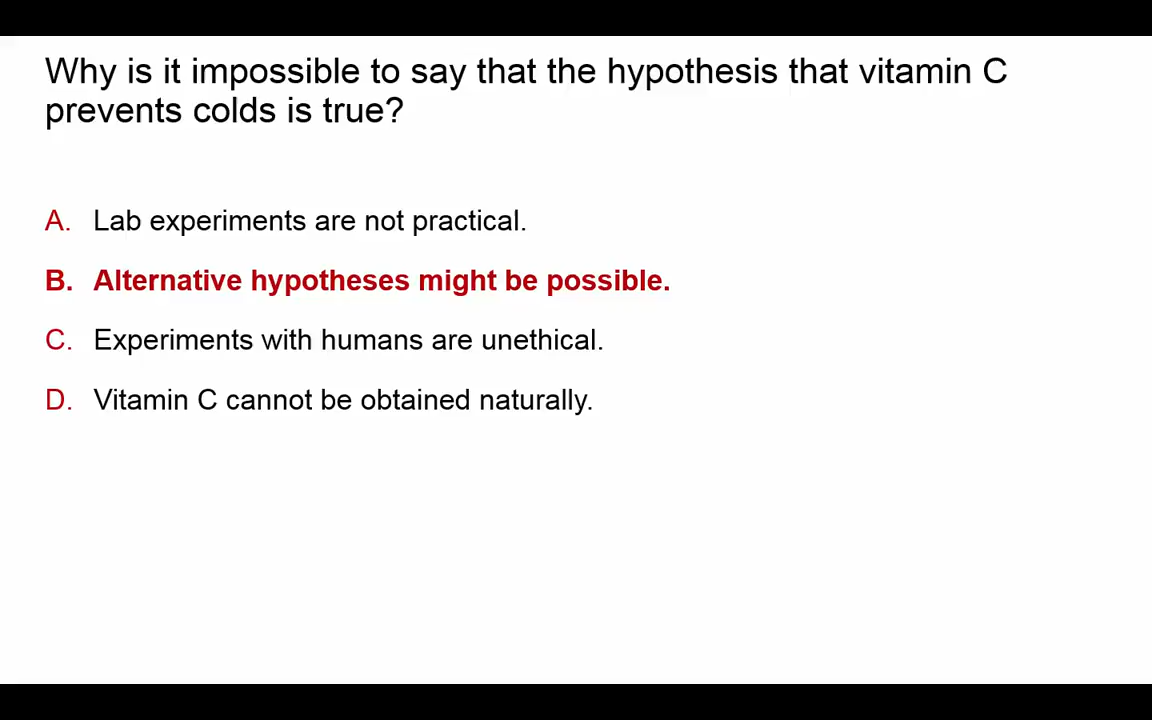 Why is it impossible to say that the hypothesis that vitamin C
prevents colds is true?
A. Lab experiments are not practical.
B. Alternative hypotheses might be possible.
C. Experiments with humans are unethical.
D. Vitamin C cannot be obtained naturally.